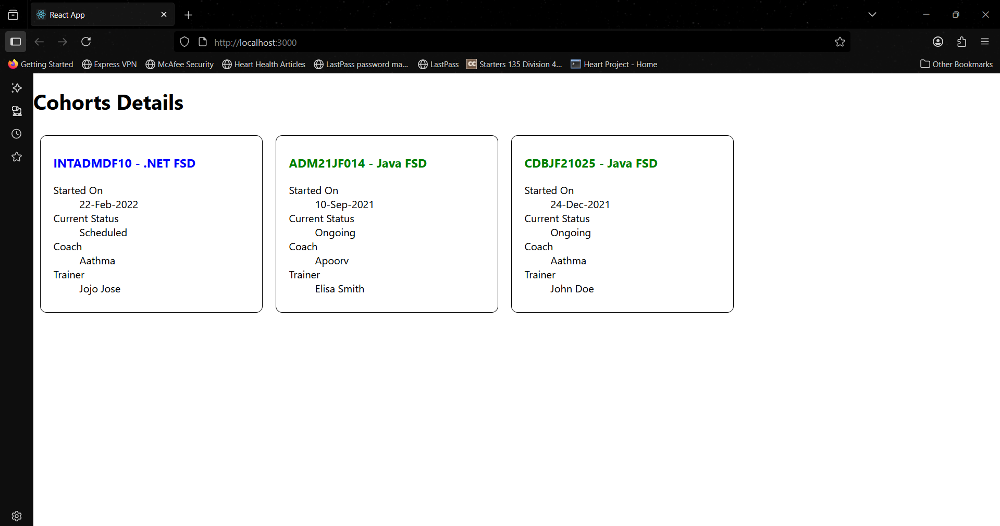 React App
http://localhost:3000
Getting Started Express VPN McAfee Security Heart Health Articles LastPass password ma... LastPass CC Starters 135 Division 4... Heart Project - Home Other Bookmarks
Cohorts Details
INTADMDF10 - .NET FSD
Started On
22-Feb-2022
Current Status
Scheduled
Coach
Aathma
Trainer
Jojo Jose
ADM21JF014 - Java FSD
Started On
10-Sep-2021
Current Status
Ongoing
Coach
Apoorv
Trainer
Elisa Smith
CDBJF21025 - Java FSD
Started On
24-Dec-2021
Current Status
Ongoing
Coach
Aathma
Trainer
John Doe